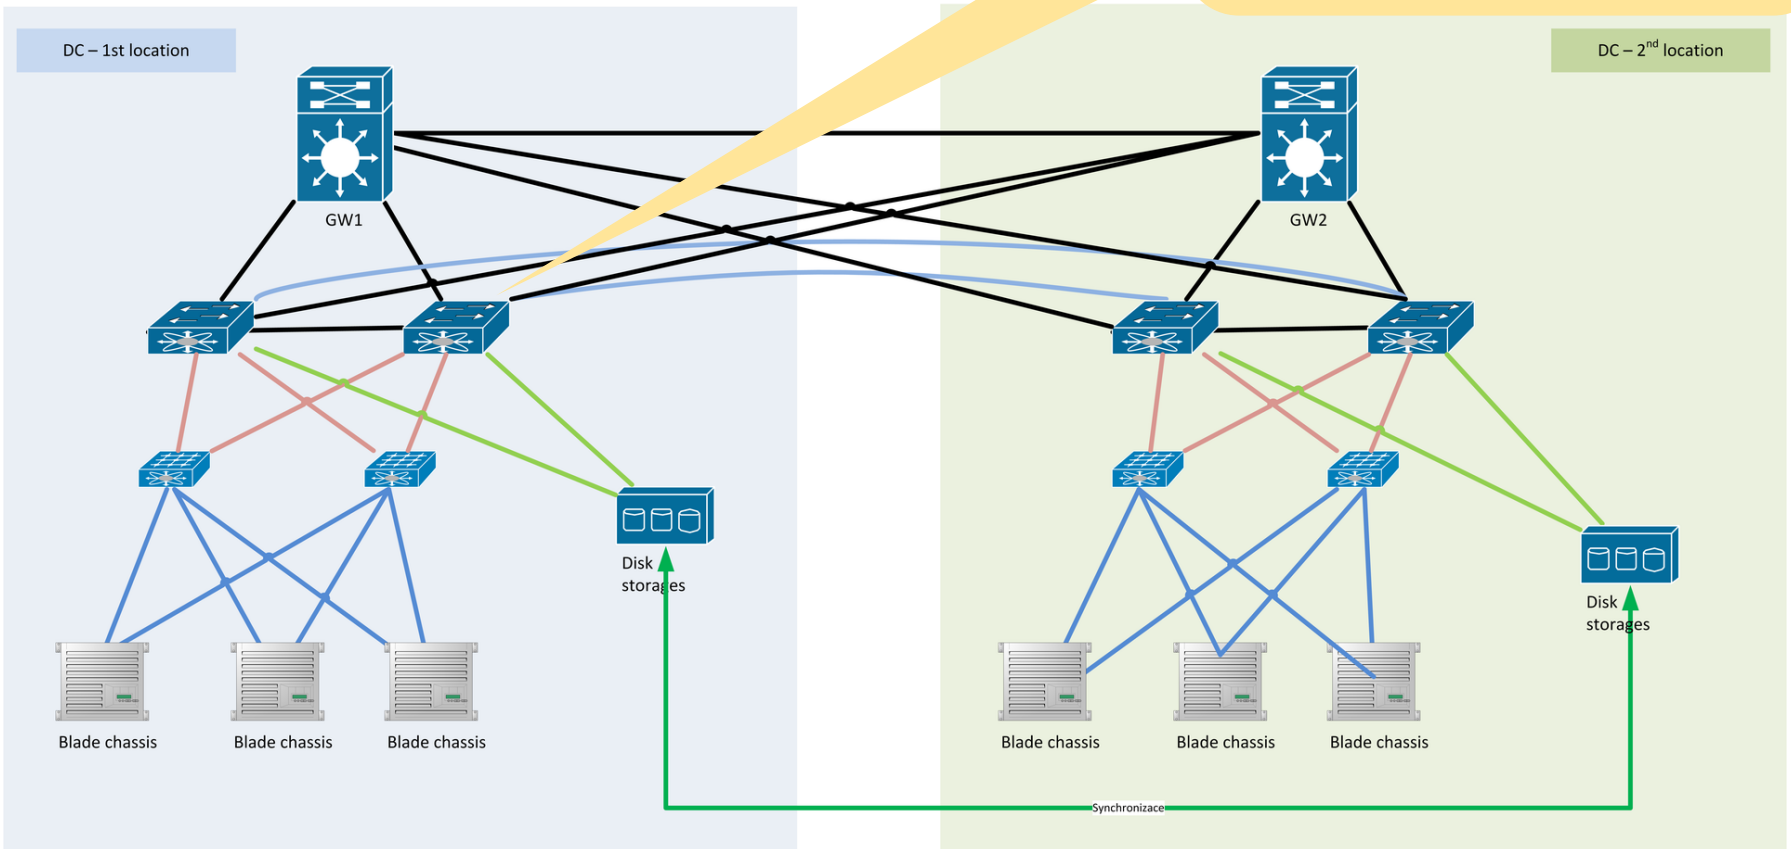 DC – 1st location
DC – 2nd location
GW1
GW2
Disk
storages
Disk
storages
Blade chassis
Blade chassis
Blade chassis
Blade chassis
Blade chassis
Blade chassis
Synchronizace